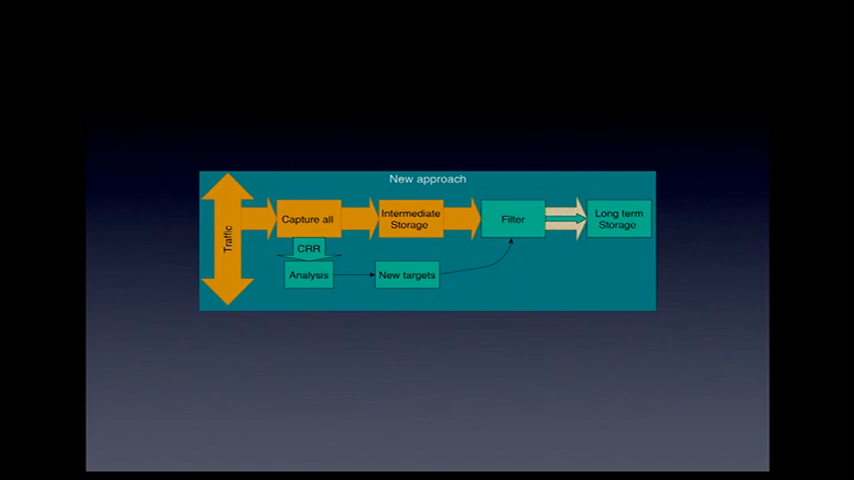 New approach
Traffic
Capture all
Intermediate
Storage
Filter
Long term
Storage
CRR
Analysis
New targets